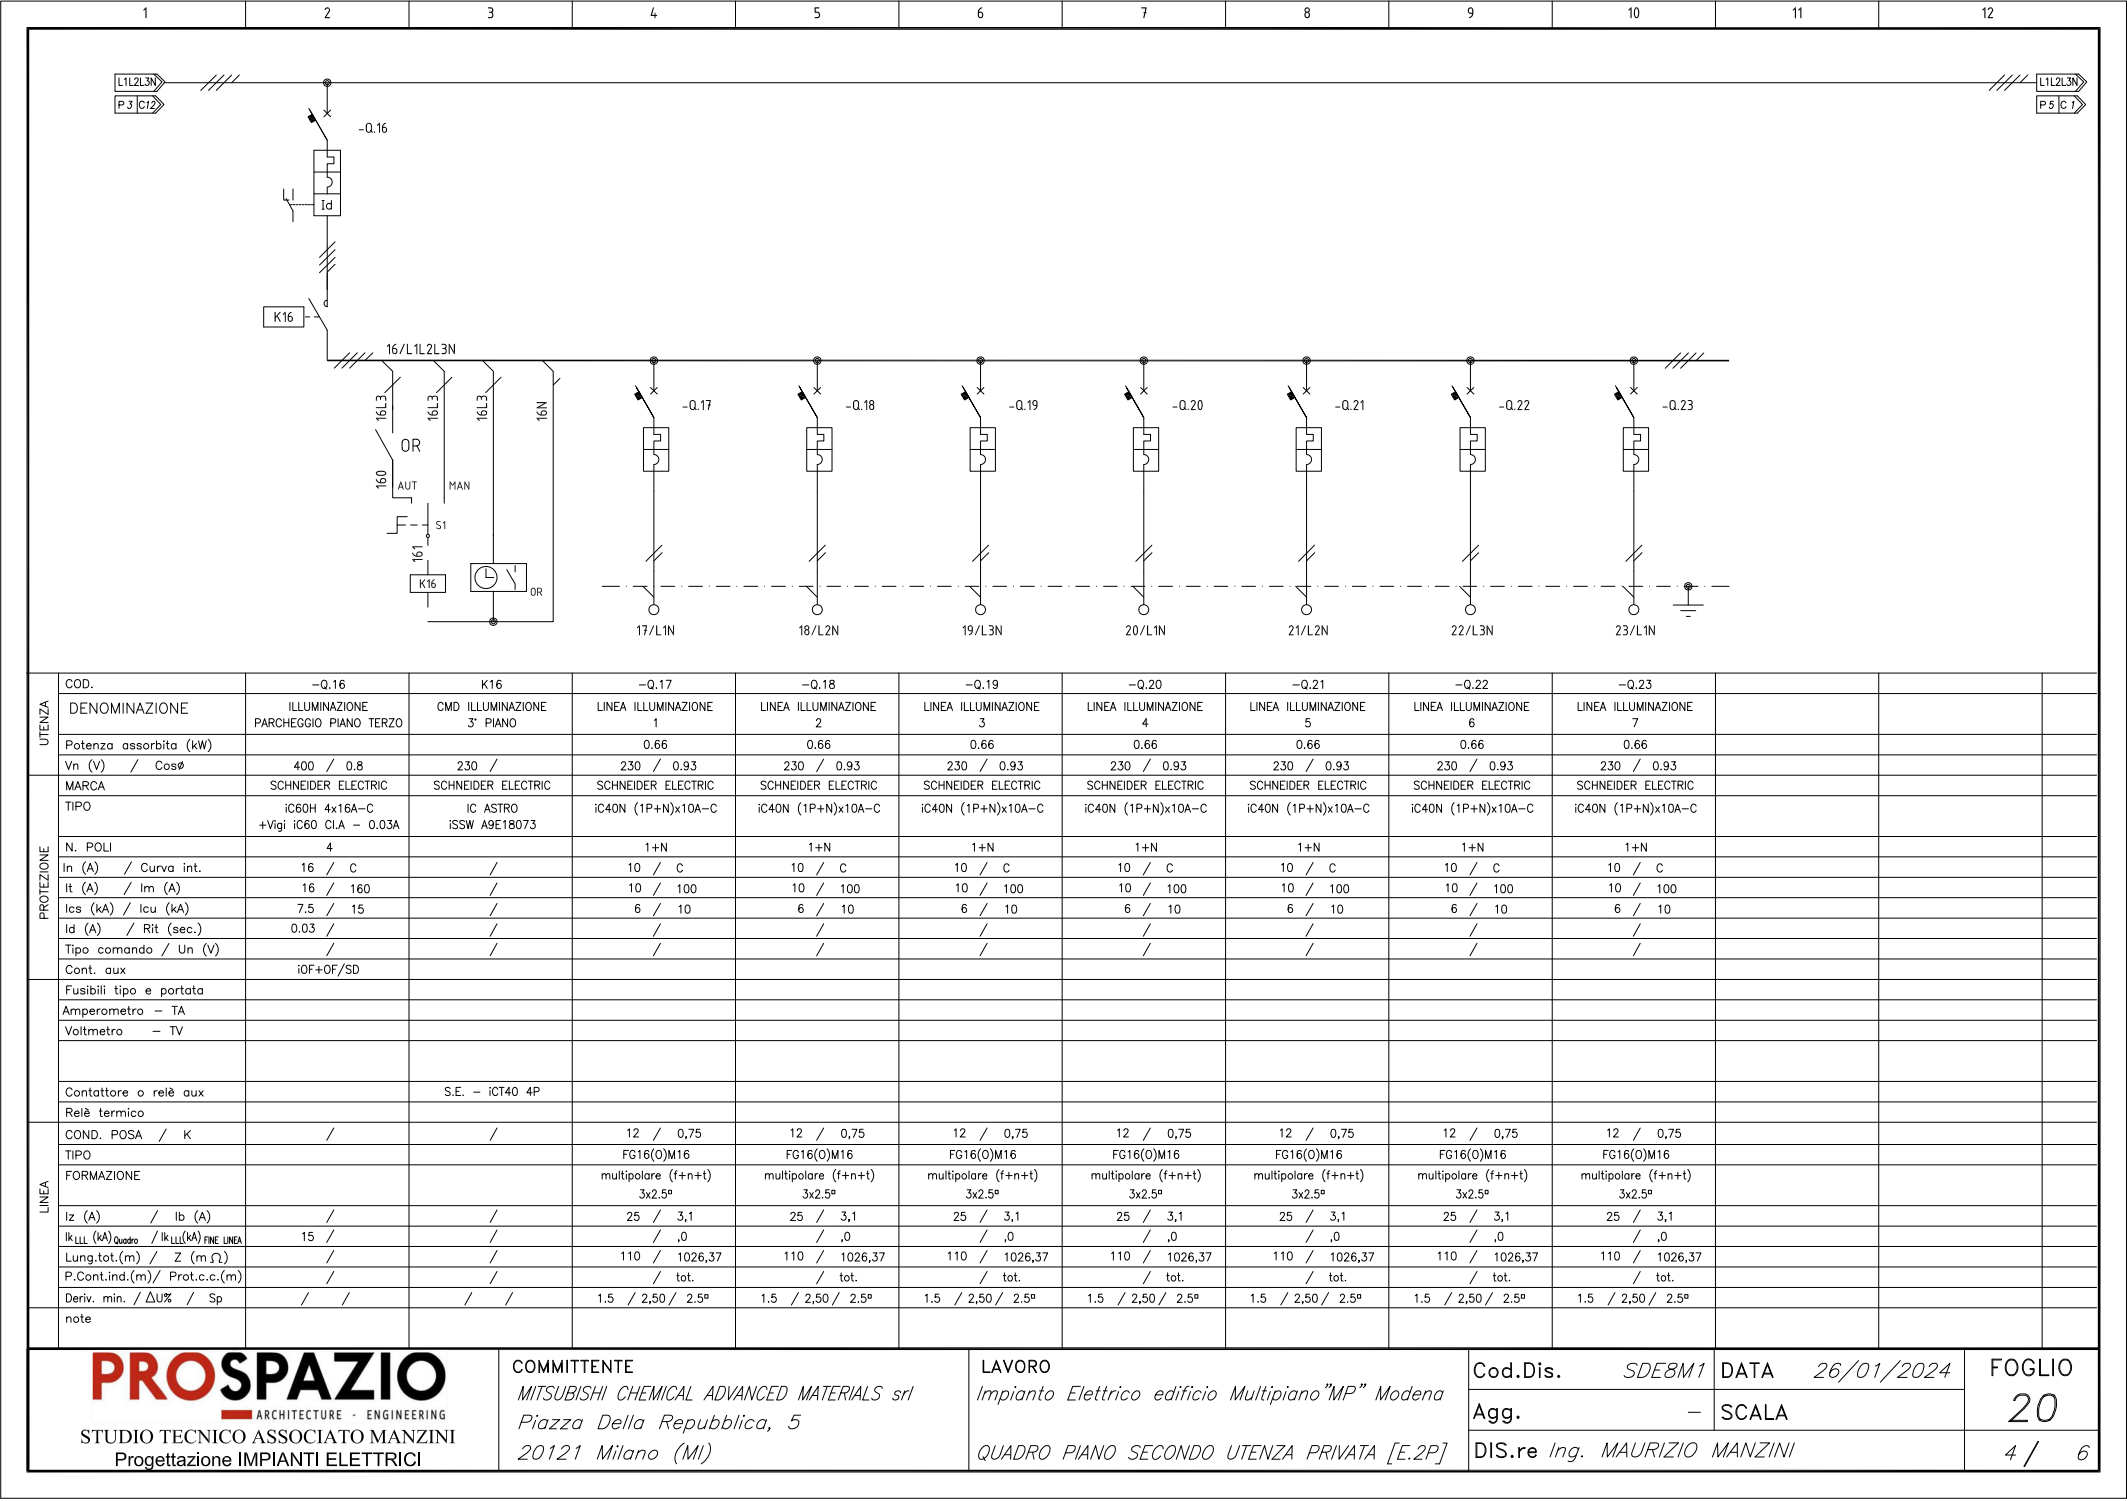 1 2 3 4 5 6 7 8 9 10 11 12
L1L2L3N L1L2L3N
P 3 C12 P 5 C 1
-Q.16
Id
K16
16/L1L2L3N
16L3 16L3 16L3 16N
-Q.17 -Q.18 -Q.19 -Q.20 -Q.21 -Q.22 -Q.23
OR
160 AUT MAN
S1
161
K16
OR
17/L1N 18/L2N 19/L3N 20/L1N 21/L2N 22/L3N 23/L1N
UTENZA
COD. -Q.16 K16 -Q.17 -Q.18 -Q.19 -Q.20 -Q.21 -Q.22 -Q.23
DENOMINAZIONE ILLUMINAZIONE CMD ILLUMINAZIONE LINEA ILLUMINAZIONE LINEA ILLUMINAZIONE LINEA ILLUMINAZIONE LINEA ILLUMINAZIONE LINEA ILLUMINAZIONE LINEA ILLUMINAZIONE LINEA ILLUMINAZIONE
PARCHEGGIO PIANO TERZO 3° PIANO 1 2 3 4 5 6 7
Potenza assorbita (kW) 0.66 0.66 0.66 0.66 0.66 0.66 0.66
Vn (V) / Cosø 400 / 0.8 230 / 230 / 0.93 230 / 0.93 230 / 0.93 230 / 0.93 230 / 0.93 230 / 0.93 230 / 0.93
PROTEZIONE
MARCA SCHNEIDER ELECTRIC SCHNEIDER ELECTRIC SCHNEIDER ELECTRIC SCHNEIDER ELECTRIC SCHNEIDER ELECTRIC SCHNEIDER ELECTRIC SCHNEIDER ELECTRIC SCHNEIDER ELECTRIC SCHNEIDER ELECTRIC
TIPO iC60H 4x16A-C IC ASTRO iC40N (1P+N)x10A-C iC40N (1P+N)x10A-C iC40N (1P+N)x10A-C iC40N (1P+N)x10A-C iC40N (1P+N)x10A-C iC40N (1P+N)x10A-C iC40N (1P+N)x10A-C
+Vigi iC60 Cl.A - 0.03A iSSW A9E18073
N. POLI 4 1+N 1+N 1+N 1+N 1+N 1+N 1+N
In (A) / Curva int. 16 / C / 10 / C 10 / C 10 / C 10 / C 10 / C 10 / C 10 / C
It (A) / Im (A) 16 / 160 / 10 / 100 10 / 100 10 / 100 10 / 100 10 / 100 10 / 100 10 / 100
Ics (kA) / Icu (kA) 7.5 / 15 / 6 / 10 6 / 10 6 / 10 6 / 10 6 / 10 6 / 10 6 / 10
Id (A) / Rit (sec.) 0.03 / / / / / / / / /
Tipo comando / Un (V) / / / / / / / / /
Cont. aux iOF+OF/SD
Fusibili tipo e portata
Amperometro - TA
Voltmetro - TV
Contattore o relè aux S.E. - iCT40 4P
Relè termico
LINEA
COND. POSA / K / / 12 / 0,75 12 / 0,75 12 / 0,75 12 / 0,75 12 / 0,75 12 / 0,75 12 / 0,75
TIPO FG16(O)M16 FG16(O)M16 FG16(O)M16 FG16(O)M16 FG16(O)M16 FG16(O)M16 FG16(O)M16
FORMAZIONE multipolare (f+n+t) multipolare (f+n+t) multipolare (f+n+t) multipolare (f+n+t) multipolare (f+n+t) multipolare (f+n+t) multipolare (f+n+t)
3x2.5ª 3x2.5ª 3x2.5ª 3x2.5ª 3x2.5ª 3x2.5ª 3x2.5ª
Iz (A) / Ib (A) / / 25 / 3,1 25 / 3,1 25 / 3,1 25 / 3,1 25 / 3,1 25 / 3,1 25 / 3,1
Ik LLL (kA) Quadro / Ik LLL(kA) FINE LINEA 15 / / / ,0 / ,0 / ,0 / ,0 / ,0 / ,0 / ,0
Lung.tot.(m) / Z (mΩ) / / 110 / 1026,37 110 / 1026,37 110 / 1026,37 110 / 1026,37 110 / 1026,37 110 / 1026,37 110 / 1026,37
P.Cont.ind.(m)/ Prot.c.c.(m) / / / tot. / tot. / tot. / tot. / tot. / tot. / tot.
Deriv. min. / ΔU% / Sp / / / / 1.5 / 2,50 / 2.5ª 1.5 / 2,50 / 2.5ª 1.5 / 2,50 / 2.5ª 1.5 / 2,50 / 2.5ª 1.5 / 2,50 / 2.5ª 1.5 / 2,50 / 2.5ª 1.5 / 2,50 / 2.5ª
note
PROSPAZIO
ARCHITECTURE - ENGINEERING
STUDIO TECNICO ASSOCIATO MANZINI
Progettazione IMPIANTI ELETTRICI
COMMITTENTE
MITSUBISHI CHEMICAL ADVANCED MATERIALS srl
Piazza Della Repubblica, 5
20121 Milano (MI)
LAVORO
Impianto Elettrico edificio Multipiano"MP" Modena
QUADRO PIANO SECONDO UTENZA PRIVATA [E.2P]
Cod.Dis. SDE8M1 DATA 26/01/2024
Agg. - SCALA
DIS.re Ing. MAURIZIO MANZINI
FOGLIO
20
4 / 6